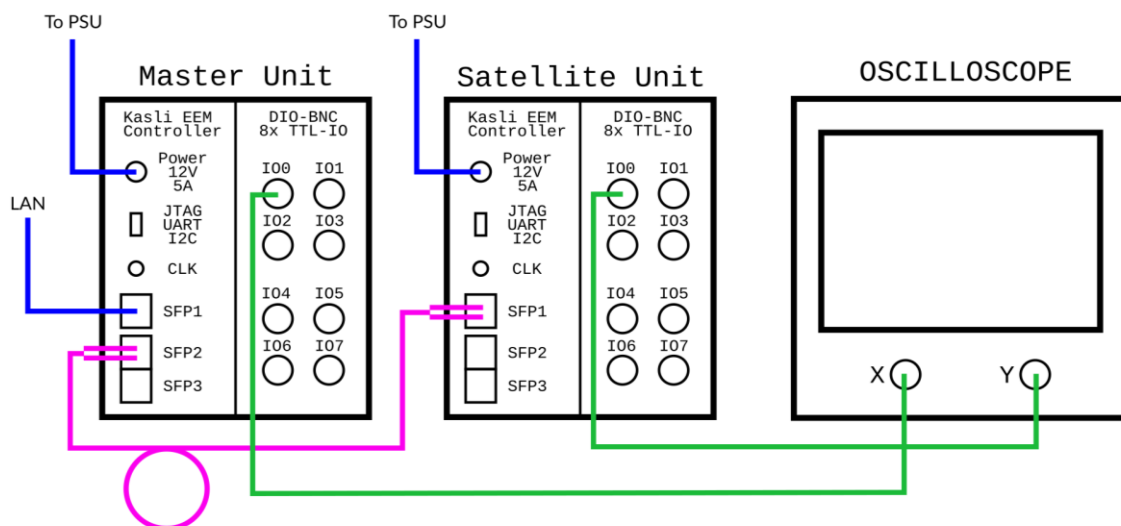 To PSU
To PSU
Master Unit
Satellite Unit
OSCILLOSCOPE
Kasli EEM
Controller
DIO-BNC
8x TTL-IO
Power
12V
5A
IO0
IO1
LAN
JTAG
UART
I2C
IO2
IO3
CLK
SFP1
IO4
IO5
SFP2
IO6
IO7
SFP3
Kasli EEM
Controller
DIO-BNC
8x TTL-IO
Power
12V
5A
IO0
IO1
JTAG
UART
I2C
IO2
IO3
CLK
SFP1
IO4
IO5
SFP2
IO6
IO7
SFP3
X
Y